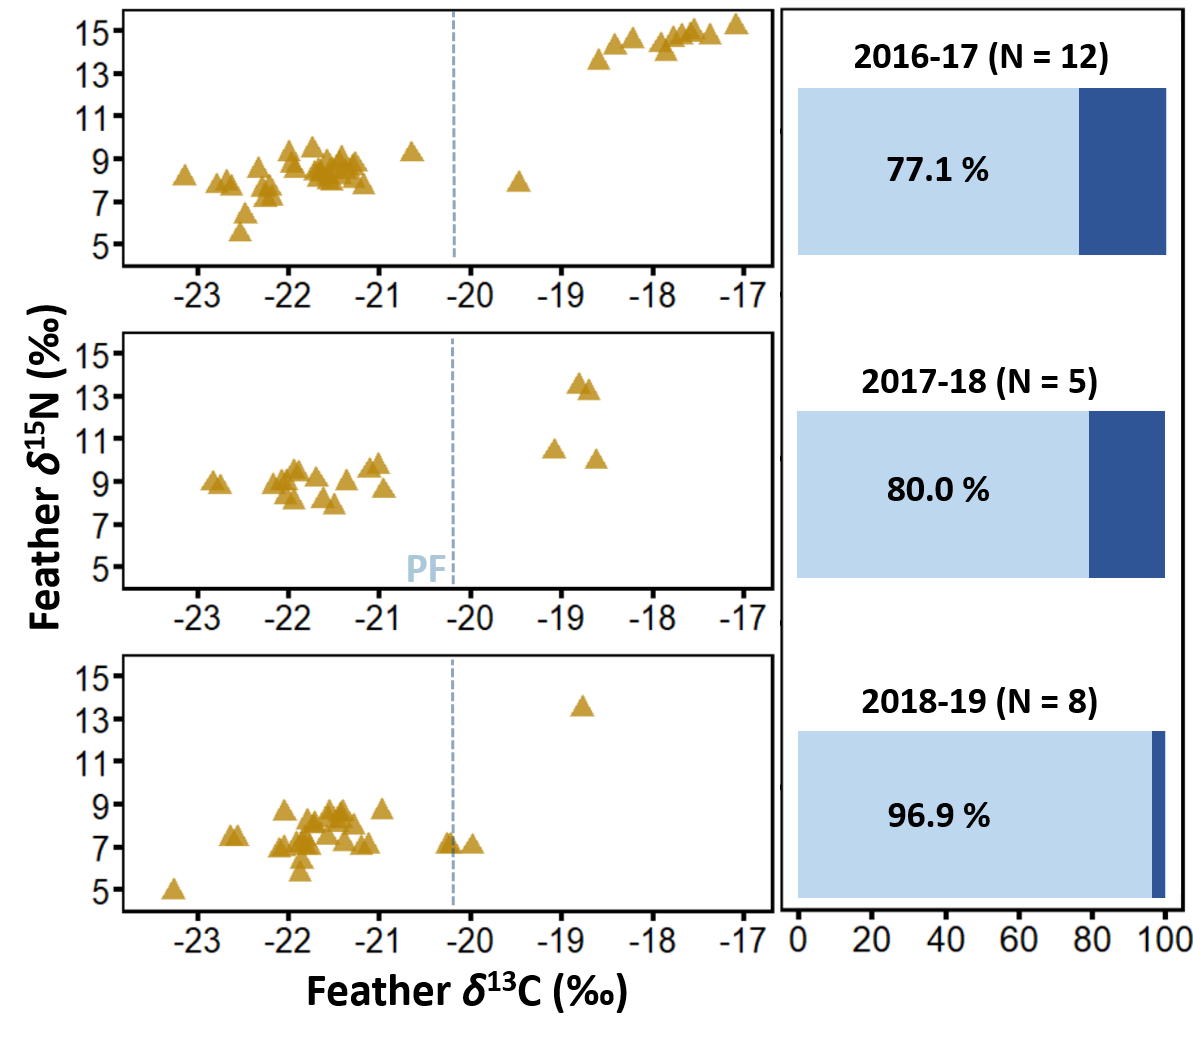 Feather δ15N (‰)
15
13
11
9
7
5
-23 -22 -21 -20 -19 -18 -17
15
13
11
9
7
5
PF
-23 -22 -21 -20 -19 -18 -17
15
13
11
9
7
5
-23 -22 -21 -20 -19 -18 -17
Feather δ13C (‰)
2016-17 (N = 12)
77.1 %
2017-18 (N = 5)
80.0 %
2018-19 (N = 8)
96.9 %
0 20 40 60 80 100